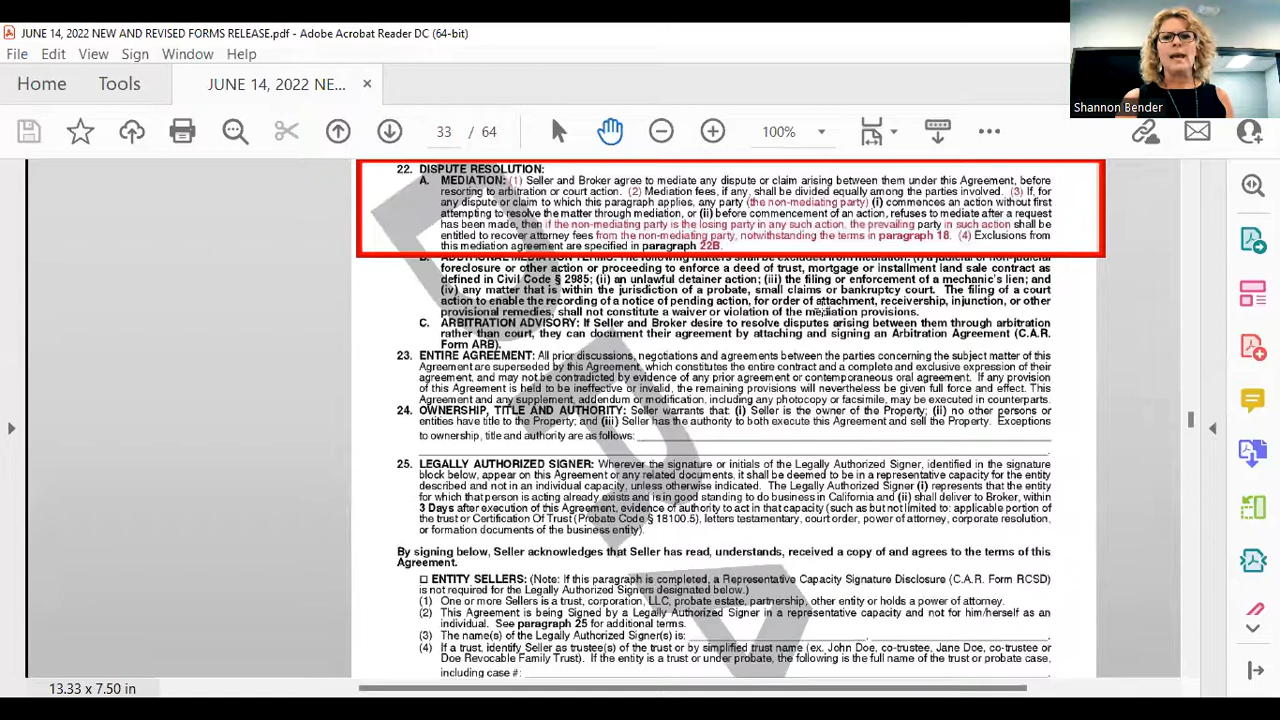 JUNE 14, 2022 NEW AND REVISED FORMS RELEASE.pdf - Adobe Acrobat Reader DC (64-bit)
File Edit View Sign Window Help
Home Tools JUNE 14, 2022 NE... ×
33 / 64 100%
Shannon Bender
22. DISPUTE RESOLUTION:
A. MEDIATION: (1) Seller and Broker agree to mediate any dispute or claim arising between them under this Agreement, before
resorting to arbitration or court action. (2) Mediation fees, if any, shall be divided equally among the parties involved. (3) If, for
any dispute or claim to which this paragraph applies, any party (the non-mediating party) (i) commences an action without first
attempting to resolve the matter through mediation, or (ii) before commencement of an action, refuses to mediate after a request
has been made, then if the non-mediating party is the losing party in any such action, the prevailing party in such action shall be
entitled to recover attorney fees from the non-mediating party, notwithstanding the terms in paragraph 18. (4) Exclusions from
this mediation agreement are specified in paragraph 22B.
B. ADDITIONAL MEDIATION TERMS: The following matters shall be excluded from mediation: (i) a judicial or non-judicial
foreclosure or other action or proceeding to enforce a deed of trust, mortgage or installment land sale contract as
defined in Civil Code § 2985; (ii) an unlawful detainer action; (iii) the filing or enforcement of a mechanic's lien; and
(iv) any matter that is within the jurisdiction of a probate, small claims or bankruptcy court. The filing of a court
action to enable the recording of a notice of pending action, for order of attachment, receivership, injunction, or other
provisional remedies, shall not constitute a waiver or violation of the mediation provisions.
C. ARBITRATION ADVISORY: If Seller and Broker desire to resolve disputes arising between them through arbitration
rather than court, they can document their agreement by attaching and signing an Arbitration Agreement (C.A.R.
Form ARB).
23. ENTIRE AGREEMENT: All prior discussions, negotiations and agreements between the parties concerning the subject matter of this
Agreement are superseded by this Agreement, which constitutes the entire contract and a complete and exclusive expression of their
agreement, and may not be contradicted by evidence of any prior agreement or contemporaneous oral agreement. If any provision
of this Agreement is held to be ineffective or invalid, the remaining provisions will nevertheless be given full force and effect. This
Agreement and any supplement, addendum or modification, including any photocopy or facsimile, may be executed in counterparts.
24. OWNERSHIP, TITLE AND AUTHORITY: Seller warrants that: (i) Seller is the owner of the Property; (ii) no other persons or
entities have title to the Property; and (iii) Seller has the authority to both execute this Agreement and sell the Property. Exceptions
to ownership, title and authority are as follows:
25. LEGALLY AUTHORIZED SIGNER: Wherever the signature or initials of the Legally Authorized Signer, identified in the signature
block below, appear on this Agreement or any related documents, it shall be deemed to be in a representative capacity for the entity
described and not in an individual capacity, unless otherwise indicated. The Legally Authorized Signer (i) represents that the entity
for which that person is acting already exists and is in good standing to do business in California and (ii) shall deliver to Broker, within
3 Days after execution of this Agreement, evidence of authority to act in that capacity (such as but not limited to: applicable portion of
the trust or Certification Of Trust (Probate Code § 18100.5), letters testamentary, court order, power of attorney, corporate resolution,
or formation documents of the business entity).
By signing below, Seller acknowledges that Seller has read, understands, received a copy of and agrees to the terms of this
Agreement.
☐ ENTITY SELLERS: (Note: If this paragraph is completed, a Representative Capacity Signature Disclosure (C.A.R. Form RCSD)
is not required for the Legally Authorized Signers designated below.)
(1) One or more Sellers is a trust, corporation, LLC, probate estate, partnership, other entity or holds a power of attorney.
(2) This Agreement is being Signed by a Legally Authorized Signer in a representative capacity and not for him/herself as an
individual. See paragraph 25 for additional terms.
(3) The name(s) of the Legally Authorized Signer(s) is: , .
(4) If a trust, identify Seller as trustee(s) of the trust or by simplified trust name (ex. John Doe, co-trustee, Jane Doe, co-trustee or
Doe Revocable Family Trust). If the entity is a trust or under probate, the following is the full name of the trust or probate case,
including case #:
13.33 x 7.50 in